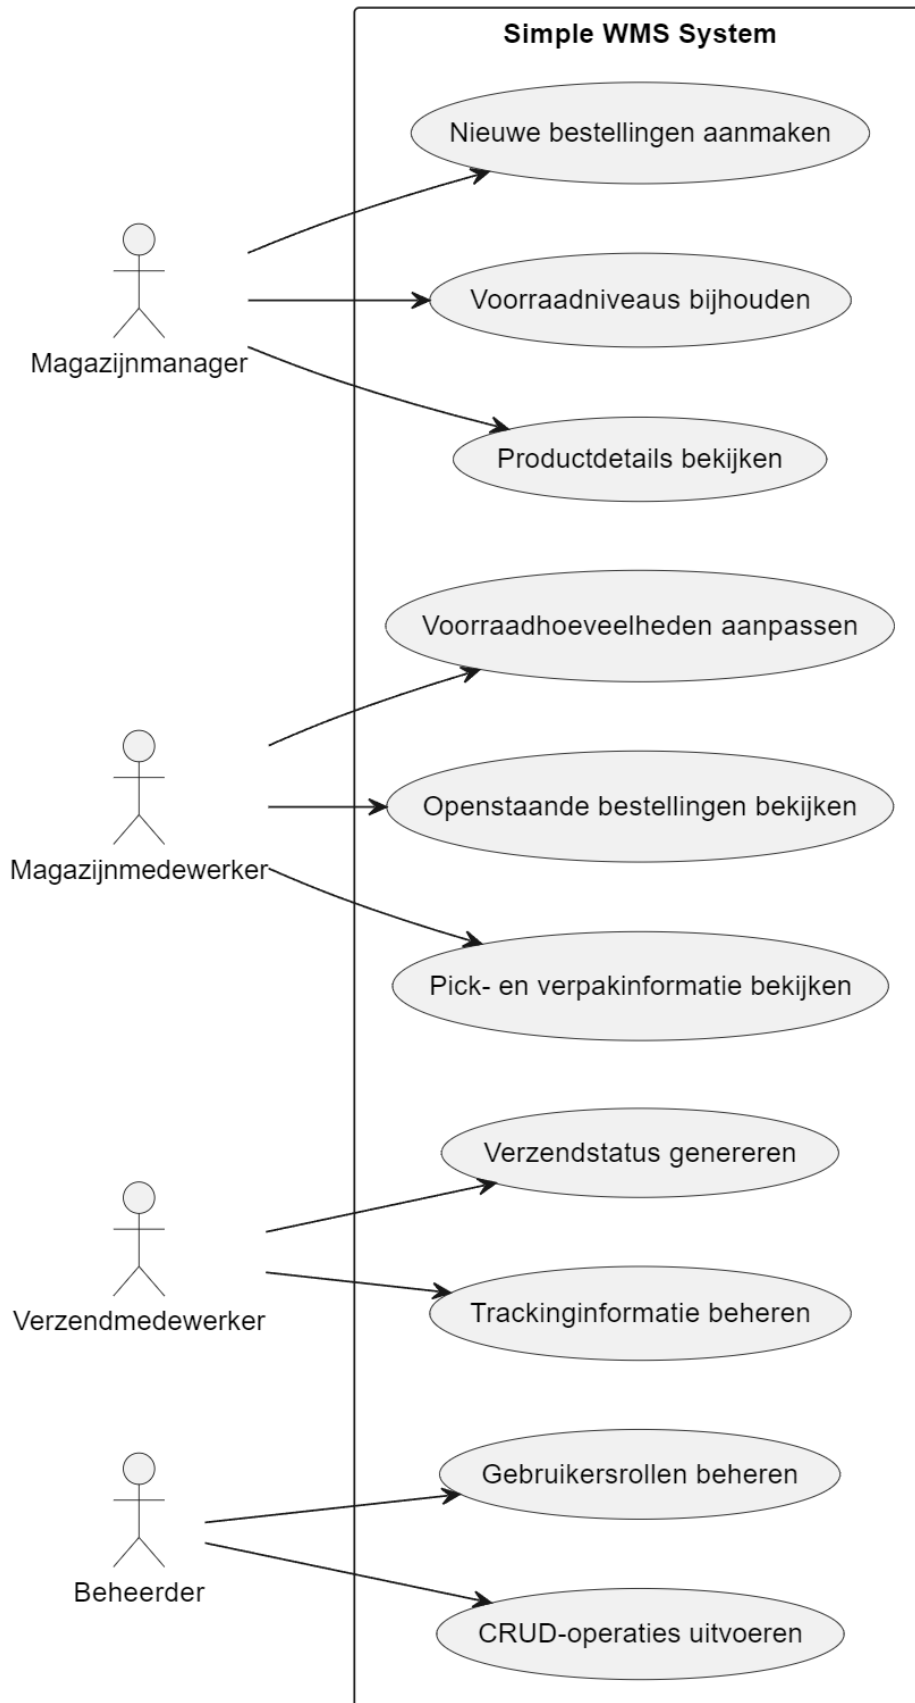 Simple WMS System
Nieuwe bestellingen aanmaken
Voorraadniveaus bijhouden
Magazijnmanager
Productdetails bekijken
Voorraadhoeveelheden aanpassen
Openstaande bestellingen bekijken
Magazijnmedewerker
Pick- en verpakinformatie bekijken
Verzendstatus genereren
Trackinginformatie beheren
Verzendmedewerker
Gebruikersrollen beheren
Beheerder
CRUD-operaties uitvoeren